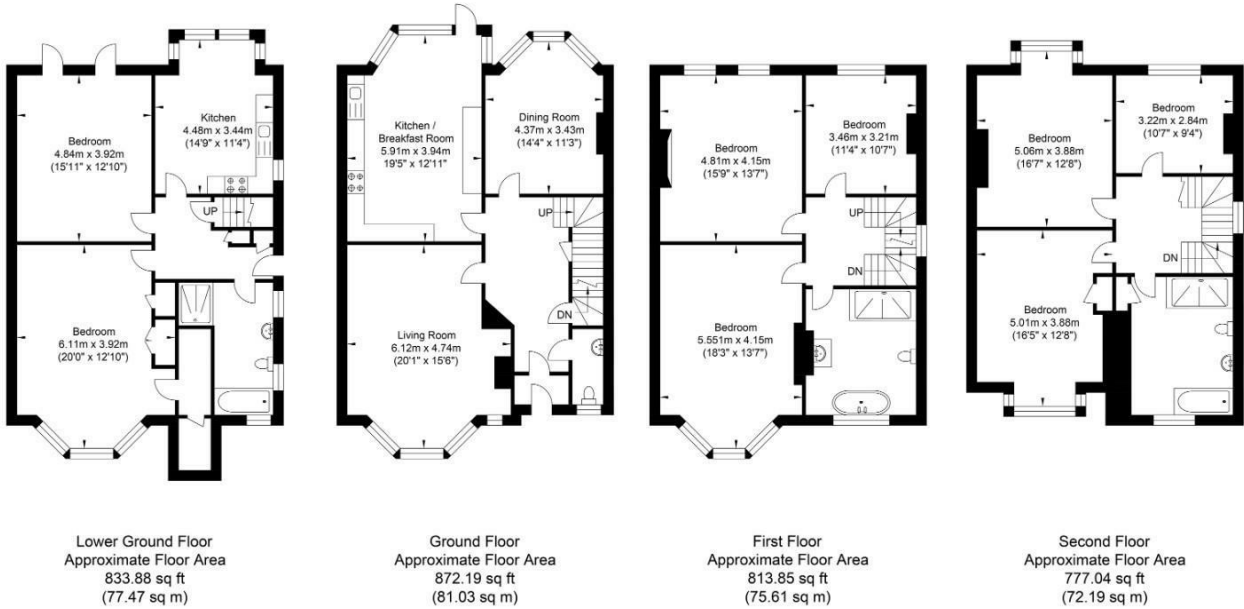 Bedroom
4.84m x 3.92m
(15'11" x 12'10")
Kitchen
4.48m x 3.44m
(14'9" x 11'4")
UP
Bedroom
6.11m x 3.92m
(20'0" x 12'10")
Lower Ground Floor
Approximate Floor Area
833.88 sq ft
(77.47 sq m)
Kitchen /
Breakfast Room
5.91m x 3.94m
19'5" x 12'11"
Dining Room
4.37m x 3.43m
(14'4" x 11'3")
UP
DN
Living Room
6.12m x 4.74m
(20'1" x 15'6")
Ground Floor
Approximate Floor Area
872.19 sq ft
(81.03 sq m)
Bedroom
4.81m x 4.15m
(15'9" x 13'7")
Bedroom
3.46m x 3.21m
(11'4" x 10'7")
UP
DN
Bedroom
5.551m x 4.15m
(18'3" x 13'7")
First Floor
Approximate Floor Area
813.85 sq ft
(75.61 sq m)
Bedroom
5.06m x 3.88m
(16'7" x 12'8")
Bedroom
3.22m x 2.84m
(10'7" x 9'4")
DN
Bedroom
5.01m x 3.88m
(16'5" x 12'8")
Second Floor
Approximate Floor Area
777.04 sq ft
(72.19 sq m)